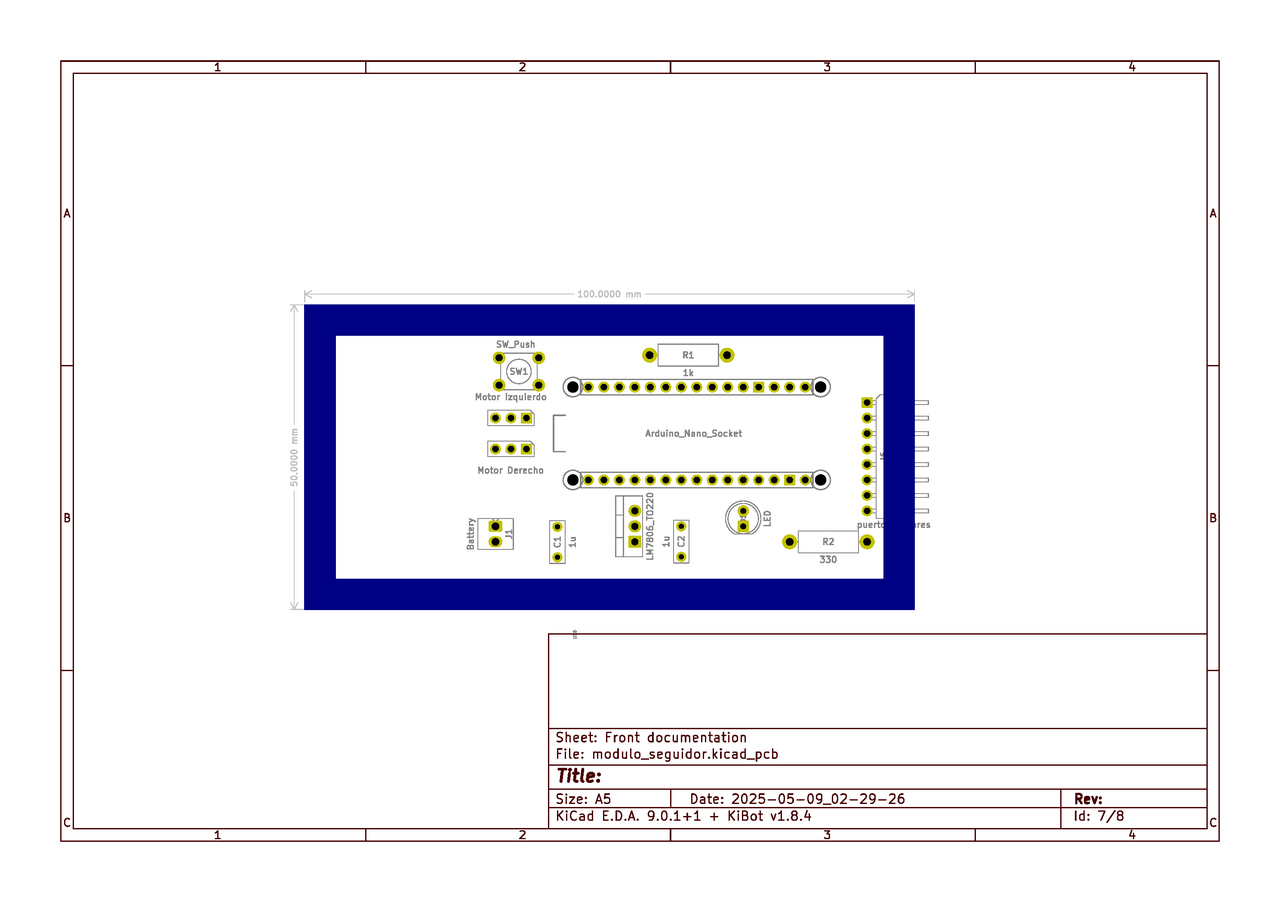 1 2 3 4
A A
100.0000 mm
50.0000 mm
SW_Push
SW1
R1
1k
Motor Izquierdo
Arduino_Nano_Socket
Motor Derecho
B B
Battery
J1
C1
1u
LM7806_TO220
1u
C2
LED
R2
330
Sheet: Front documentation
File: modulo_seguidor.kicad_pcb
Title:
Size: A5 Date: 2025-05-09_02-29-26 Rev:
KiCad E.D.A. 9.0.1+1 + KiBot v1.8.4 Id: 7/8
C C
1 2 3 4